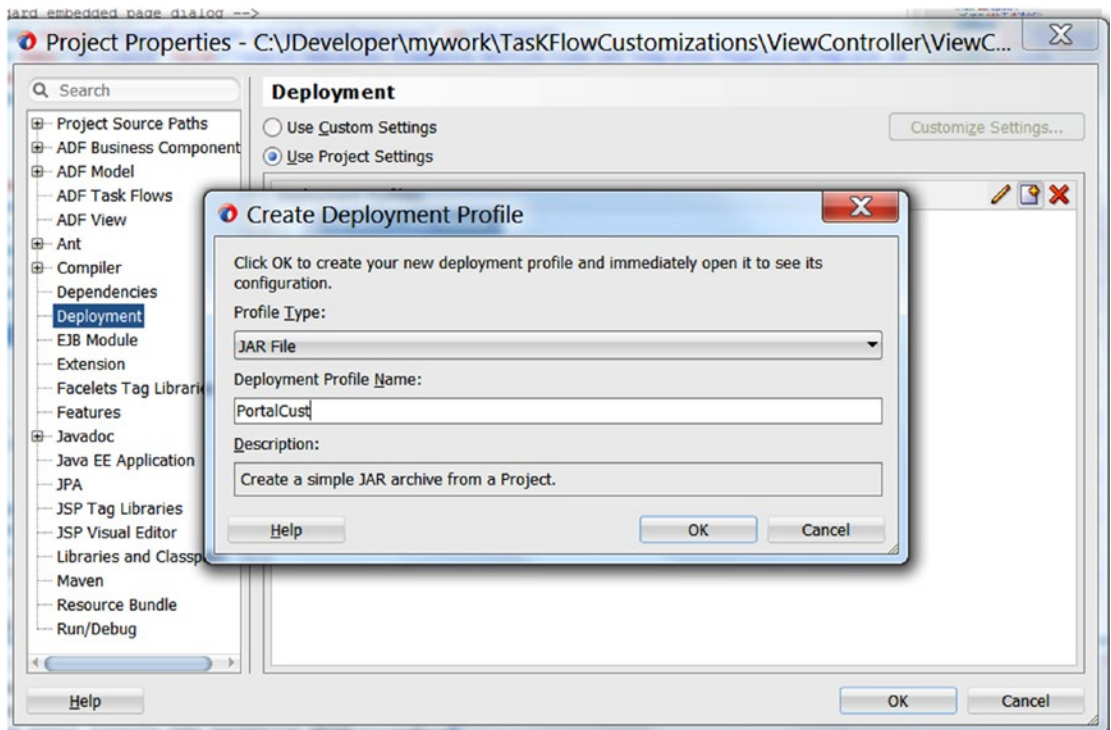 jard embedded page dialog -->
Project Properties - C:\JDeveloper\mywork\TasKFlowCustomizations\ViewController\ViewC...
Search
Project Source Paths
ADF Business Component
ADF Model
ADF Task Flows
ADF View
Ant
Compiler
Dependencies
Deployment
EJB Module
Extension
Facelets Tag Librarie
Features
Javadoc
Java EE Application
JPA
JSP Tag Libraries
JSP Visual Editor
Libraries and Classp
Maven
Resource Bundle
Run/Debug
Deployment
Use Custom Settings
Customize Settings...
Use Project Settings
Create Deployment Profile
Click OK to create your new deployment profile and immediately open it to see its
configuration.
Profile Type:
JAR File
Deployment Profile Name:
PortalCust
Description:
Create a simple JAR archive from a Project.
Help
OK
Cancel
Help
OK
Cancel